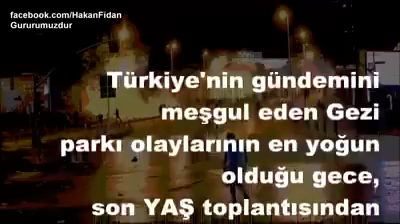 facebook.com/HakanFidan
Gururumuzdur
Türkiye'nin gündemini
meşgul eden Gezi
parkı olaylarının en yoğun
olduğu gece,
son YAŞ toplantısından